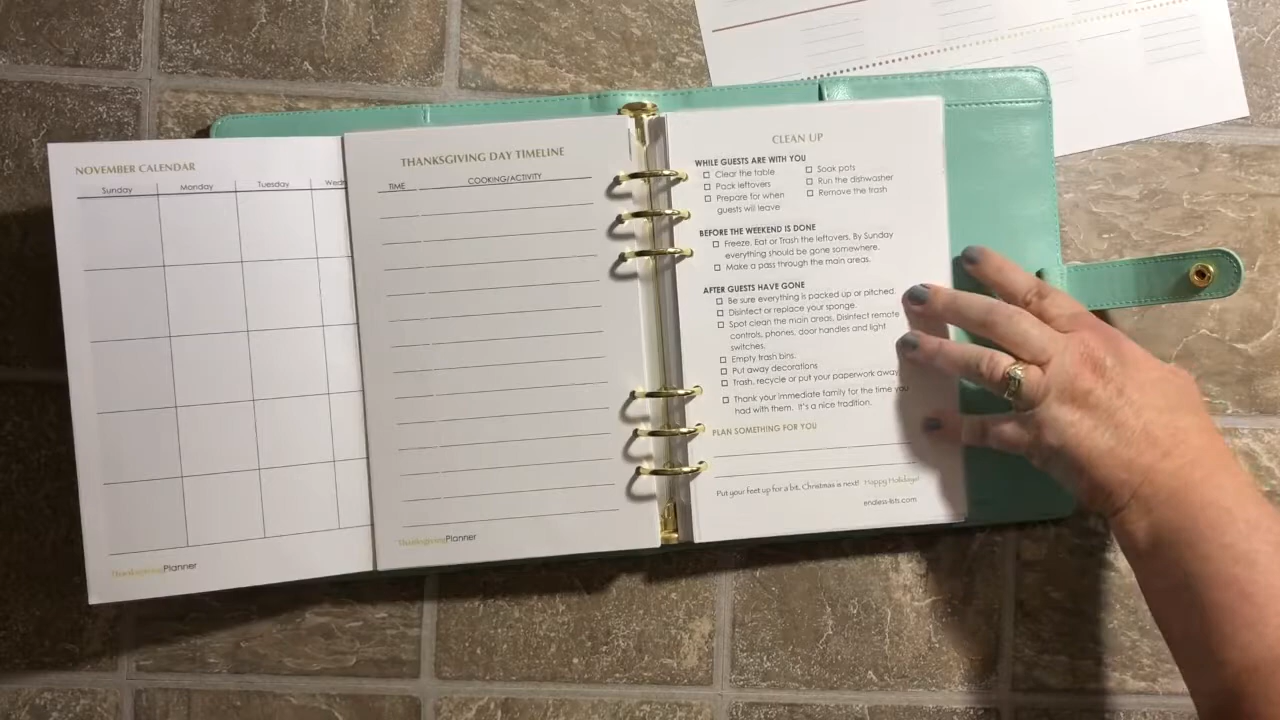 NOVEMBER CALENDAR
Sunday Monday Tuesday
ThanksgivingPlanner
THANKSGIVING DAY TIMELINE
TIME COOKING/ACTIVITY
ThanksgivingPlanner
CLEAN UP
WHILE GUESTS ARE WITH YOU
Clear the table
Pack leftovers
Prepare for when
guests will leave
Soak pots
Run the dishwasher
Remove the trash
BEFORE THE WEEKEND IS DONE
Freeze, Eat or Trash the leftovers. By Sunday
everything should be gone somewhere.
Make a pass through the main areas.
AFTER GUESTS HAVE GONE
Be sure everything is packed up or pitched.
Disinfect or replace your sponge
Spot clean the main areas. Disinfect remote
controls, phones, door handles and light
switches.
Empty trash bins.
Put away decorations
Trash, recycle or put your paperwork away
Thank your immediate family for the time you
had with them. It's a nice tradition.
PLAN SOMETHING FOR YOU
Put your feet up for a bit. Christmas is next! Happy Holidays!
endless-lists.com